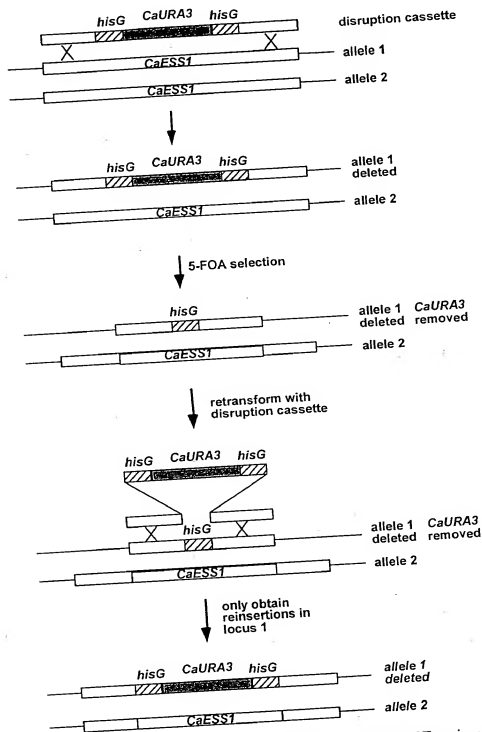 hisG CaURA3 hisG
disruption cassette
allele 1
CaESS1
allele 2
CaESS1
hisG CaURA3 hisG
allele 1
deleted
allele 2
CaESS1
5-FOA selection
hisG
allele 1 CaURA3
deleted removed
allele 2
CaESS1
retransform with
disruption cassette
hisG CaURA3 hisG
hisG
allele 1 CaURA3
deleted removed
allele 2
CaESS1
only obtain
reinsertions in
locus 1
hisG CaURA3 hisG
allele 1
deleted
allele 2
CaESS1